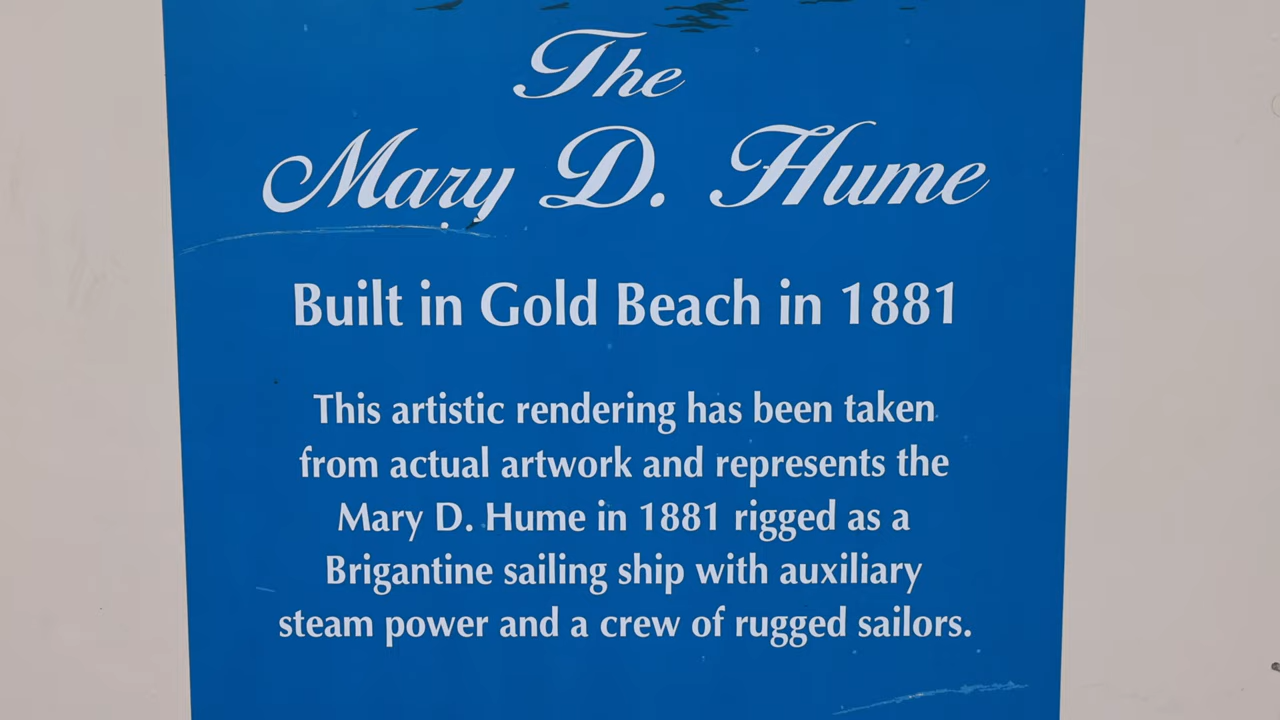 The
Mary D. Hume
Built in Gold Beach in 1881
This artistic rendering has been taken
from actual artwork and represents the
Mary D. Hume in 1881 rigged as a
Brigantine sailing ship with auxiliary
steam power and a crew of rugged sailors.